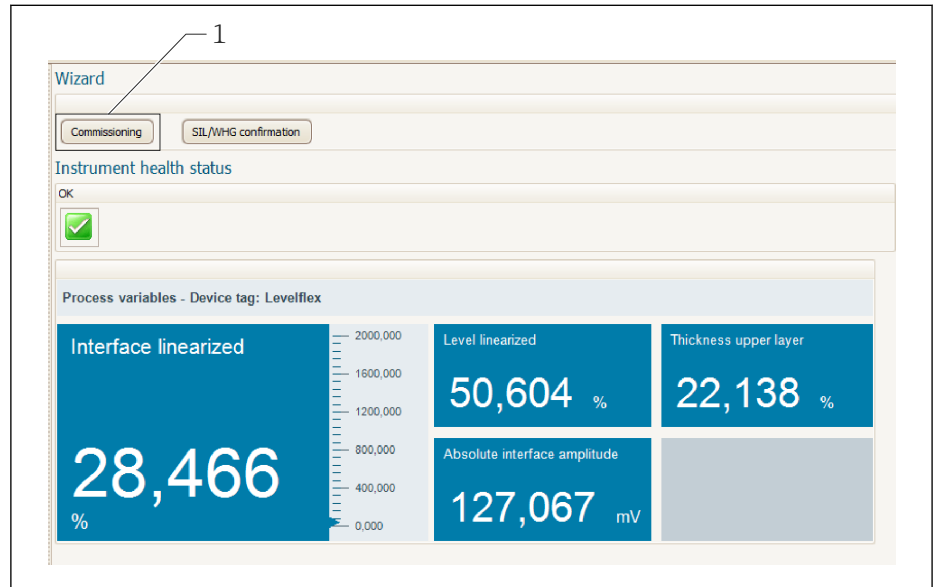 1
Wizard
Commissioning
SIL/WHG confirmation
Instrument health status
OK
Process variables - Device tag: Levelflex
Interface linearized
28,466
%
2000,000
1600,000
1200,000
800,000
400,000
0,000
Level linearized
50,604 %
Thickness upper layer
22,138 %
Absolute interface amplitude
127,067 mV